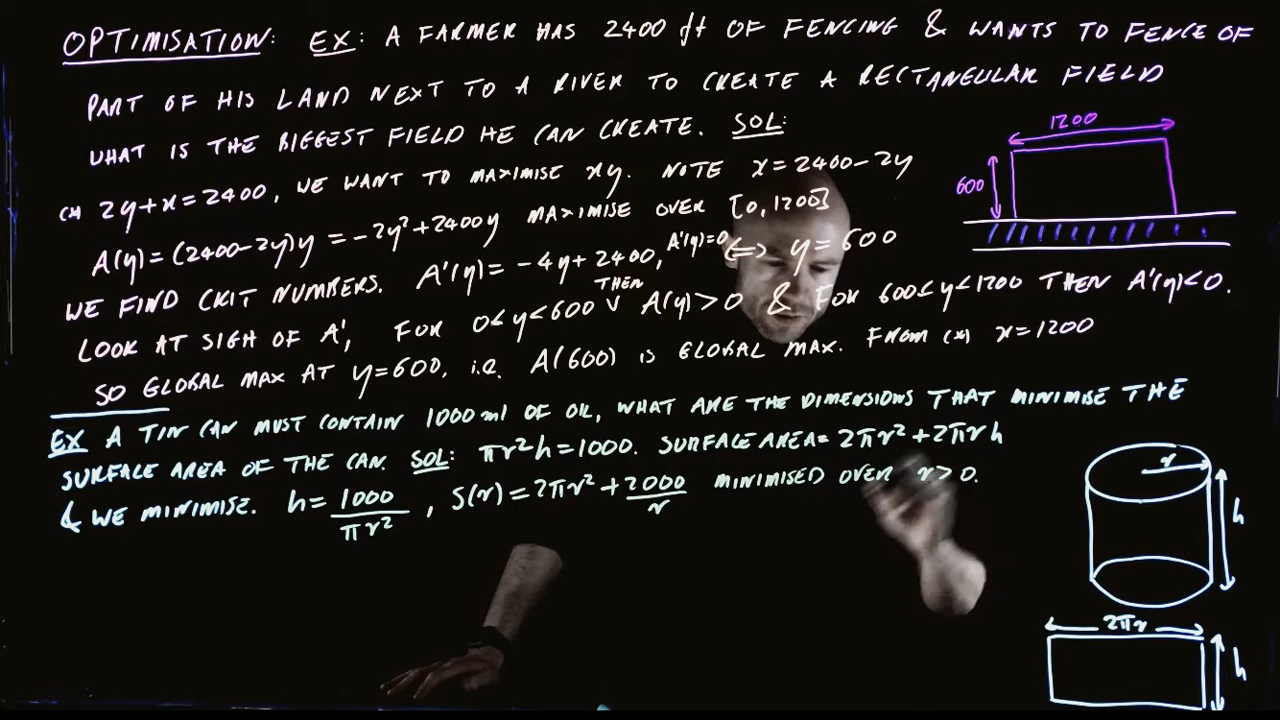 OPTIMISATION: EX: A FARMER HAS 2400 ft OF FENCING & WANTS TO FENCE OF
PART OF HIS LAND NEXT TO A RIVER TO CREATE A RECTANGULAR FIELD
WHAT IS THE BIGGEST FIELD HE CAN CREATE. SOL:
(*) 2y+x=2400, WE WANT TO MAXIMISE xy. NOTE x=2400-2y
A(y)=(2400-2y)y=-2y²+2400y MAXIMISE OVER [0,1200]
WE FIND CRIT NUMBERS. A'(y)=-4y+2400, A'(y)=0 <=> y=600
LOOK AT SIGN OF A', FOR 0<y<600 THEN A(y)>0 & FOR 600<y<1200 THEN A'(y)<0.
SO GLOBAL MAX AT y=600, i.e. A(600) IS GLOBAL MAX. FROM (*) x=1200
1200
600
EX A TIN CAN MUST CONTAIN 1000ml OF OIL, WHAT ARE THE DIMENSIONS THAT MINIMISE THE
SURFACE AREA OF THE CAN. SOL: πr²h=1000. SURFACE AREA=2πr²+2πrh
& WE MINIMISE. h=1000/πr², S(r)=2πr²+2000/r MINIMISED OVER r>0.
r
h
2πr
h